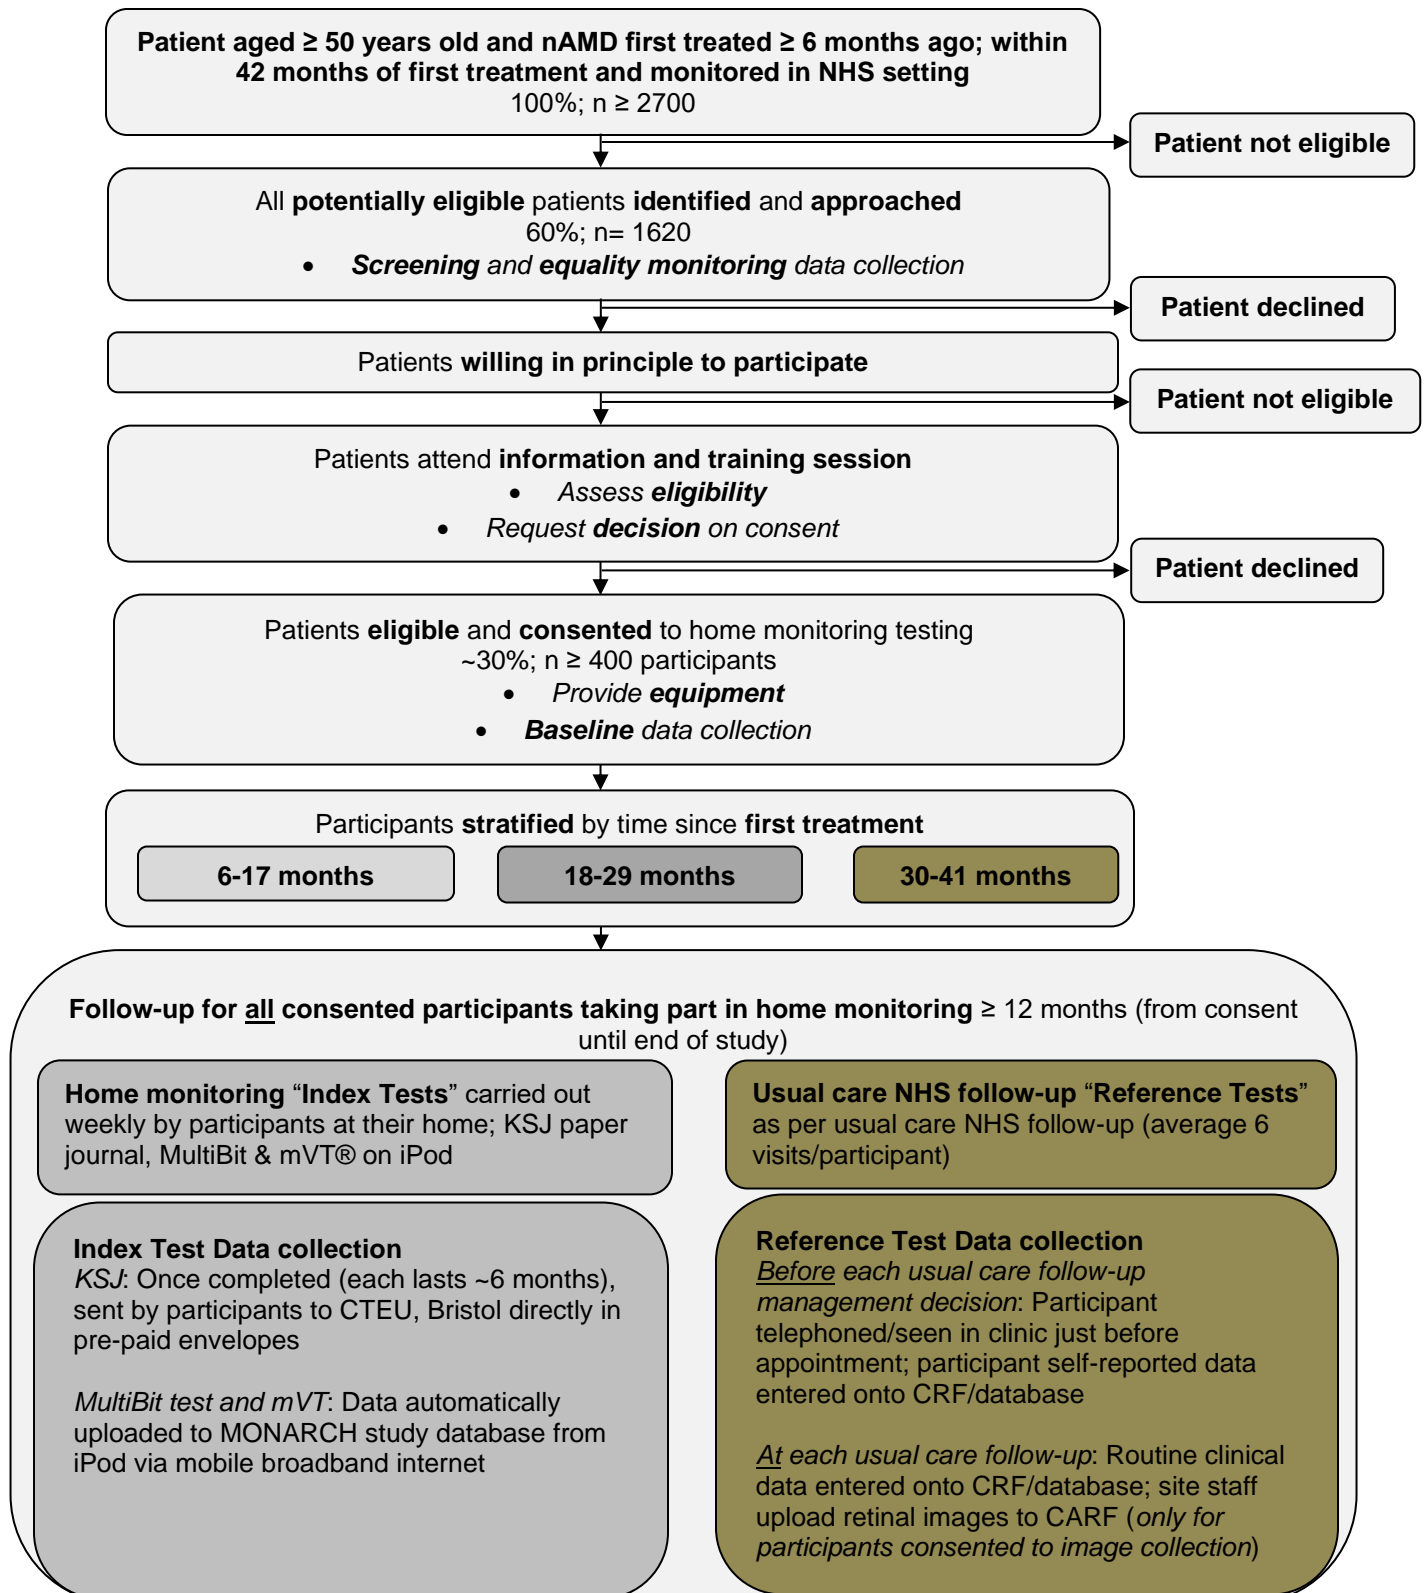 Patient aged ≥ 50 years old and nAMD first treated ≥ 6 months ago; within
42 months of first treatment and monitored in NHS setting
100%; n ≥ 2700
Patient not eligible
All potentially eligible patients identified and approached
60%; n= 1620
• Screening and equality monitoring data collection
Patient declined
Patients willing in principle to participate
Patient not eligible
Patients attend information and training session
• Assess eligibility
• Request decision on consent
Patient declined
Patients eligible and consented to home monitoring testing
~30%; n ≥ 400 participants
• Provide equipment
• Baseline data collection
Participants stratified by time since first treatment
6-17 months
18-29 months
30-41 months
Follow-up for all consented participants taking part in home monitoring ≥ 12 months (from consent
until end of study)
Home monitoring “Index Tests” carried out
weekly by participants at their home; KSJ paper
journal, MultiBit & mVT® on iPod
Usual care NHS follow-up “Reference Tests”
as per usual care NHS follow-up (average 6
visits/participant)
Index Test Data collection
KSJ: Once completed (each lasts ~6 months),
sent by participants to CTEU, Bristol directly in
pre-paid envelopes
MultiBit test and mVT: Data automatically
uploaded to MONARCH study database from
iPod via mobile broadband internet
Reference Test Data collection
Before each usual care follow-up
management decision: Participant
telephoned/seen in clinic just before
appointment; participant self-reported data
entered onto CRF/database
At each usual care follow-up: Routine clinical
data entered onto CRF/database; site staff
upload retinal images to CARF (only for
participants consented to image collection)